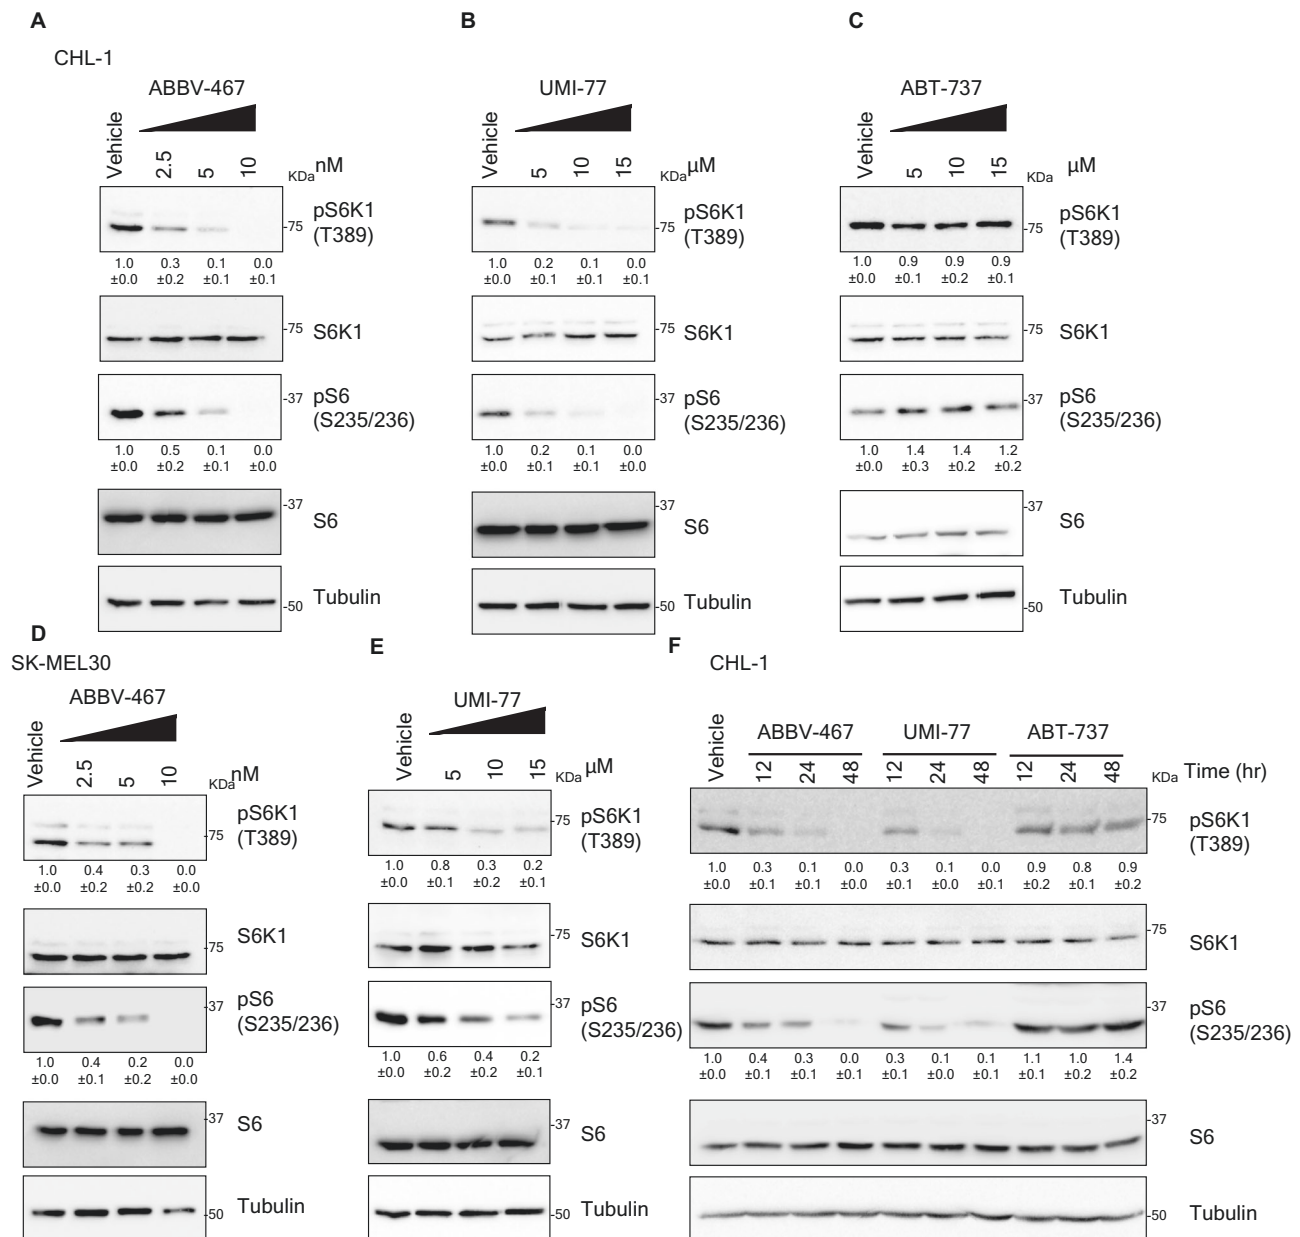 A
CHL-1
ABBV-467
Vehicle
2.5
5
10
nM
KDa
pS6K1
(T389)
-75
1.0 0.3 0.1 0.0
±0.0 ±0.2 ±0.1 ±0.1
-75
S6K1
-37
pS6
(S235/236)
1.0 0.5 0.1 0.0
±0.0 ±0.2 ±0.1 ±0.0
-37
S6
-50
Tubulin
B
UMI-77
Vehicle
5
10
15
µM
KDa
pS6K1
(T389)
-75
1.0 0.2 0.1 0.0
±0.0 ±0.1 ±0.1 ±0.1
-75
S6K1
-37
pS6
(S235/236)
1.0 0.2 0.1 0.0
±0.0 ±0.1 ±0.1 ±0.0
-37
S6
-50
Tubulin
C
ABT-737
Vehicle
5
10
15
µM
KDa
pS6K1
(T389)
-75
1.0 0.9 0.9 0.9
±0.0 ±0.1 ±0.2 ±0.1
-75
S6K1
-37
pS6
(S235/236)
1.0 1.4 1.4 1.2
±0.0 ±0.3 ±0.2 ±0.2
-37
S6
-50
Tubulin
D
SK-MEL30
ABBV-467
Vehicle
2.5
5
10
nM
KDa
pS6K1
(T389)
-75
1.0 0.4 0.3 0.0
±0.0 ±0.2 ±0.2 ±0.0
-75
S6K1
-37
pS6
(S235/236)
1.0 0.4 0.2 0.0
±0.0 ±0.1 ±0.2 ±0.0
-37
S6
-50
Tubulin
E
UMI-77
Vehicle
5
10
15
µM
KDa
pS6K1
(T389)
-75
1.0 0.8 0.3 0.2
±0.0 ±0.1 ±0.2 ±0.1
-75
S6K1
-37
pS6
(S235/236)
1.0 0.6 0.4 0.2
±0.0 ±0.2 ±0.2 ±0.1
-37
S6
-50
Tubulin
F
CHL-1
Vehicle
ABBV-467 UMI-77 ABT-737
12 24 48 12 24 48 12 24 48
KDa
Time (hr)
pS6K1
(T389)
-75
1.0 0.3 0.1 0.0 0.3 0.1 0.0 0.9 0.8 0.9
±0.0 ±0.1 ±0.1 ±0.0 ±0.1 ±0.0 ±0.1 ±0.2 ±0.1 ±0.2
-75
S6K1
-37
pS6
(S235/236)
1.0 0.4 0.3 0.0 0.3 0.1 0.1 1.1 1.0 1.4
±0.0 ±0.1 ±0.1 ±0.1 ±0.1 ±0.0 ±0.1 ±0.1 ±0.2 ±0.2
-37
S6
-50
Tubulin